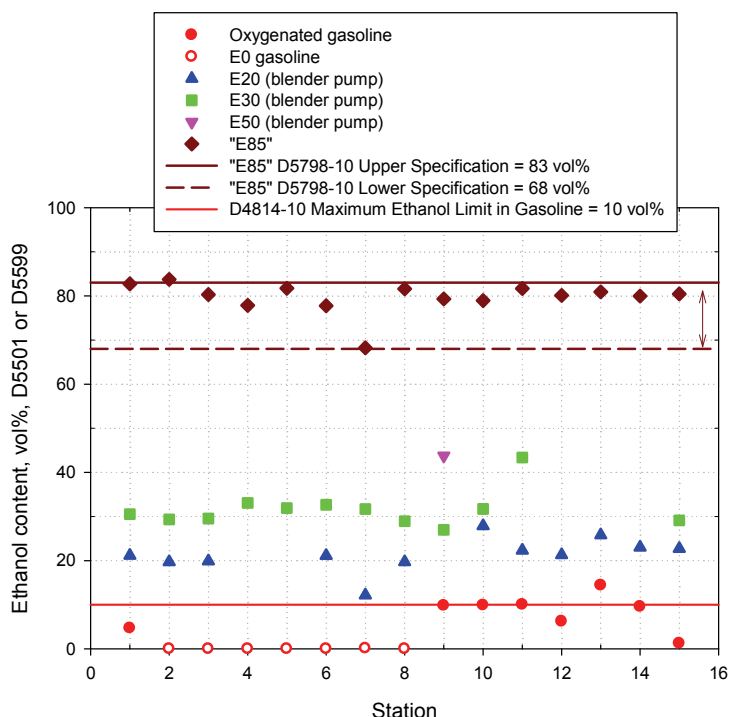 Oxygenated gasoline
E0 gasoline
E20 (blender pump)
E30 (blender pump)
E50 (blender pump)
"E85"
"E85" D5798-10 Upper Specification = 83 vol%
"E85" D5798-10 Lower Specification = 68 vol%
D4814-10 Maximum Ethanol Limit in Gasoline = 10 vol%
Ethanol content, vol%, D5501 or D5599
100
80
60
40
20
0
0 2 4 6 8 10 12 14 16
Station